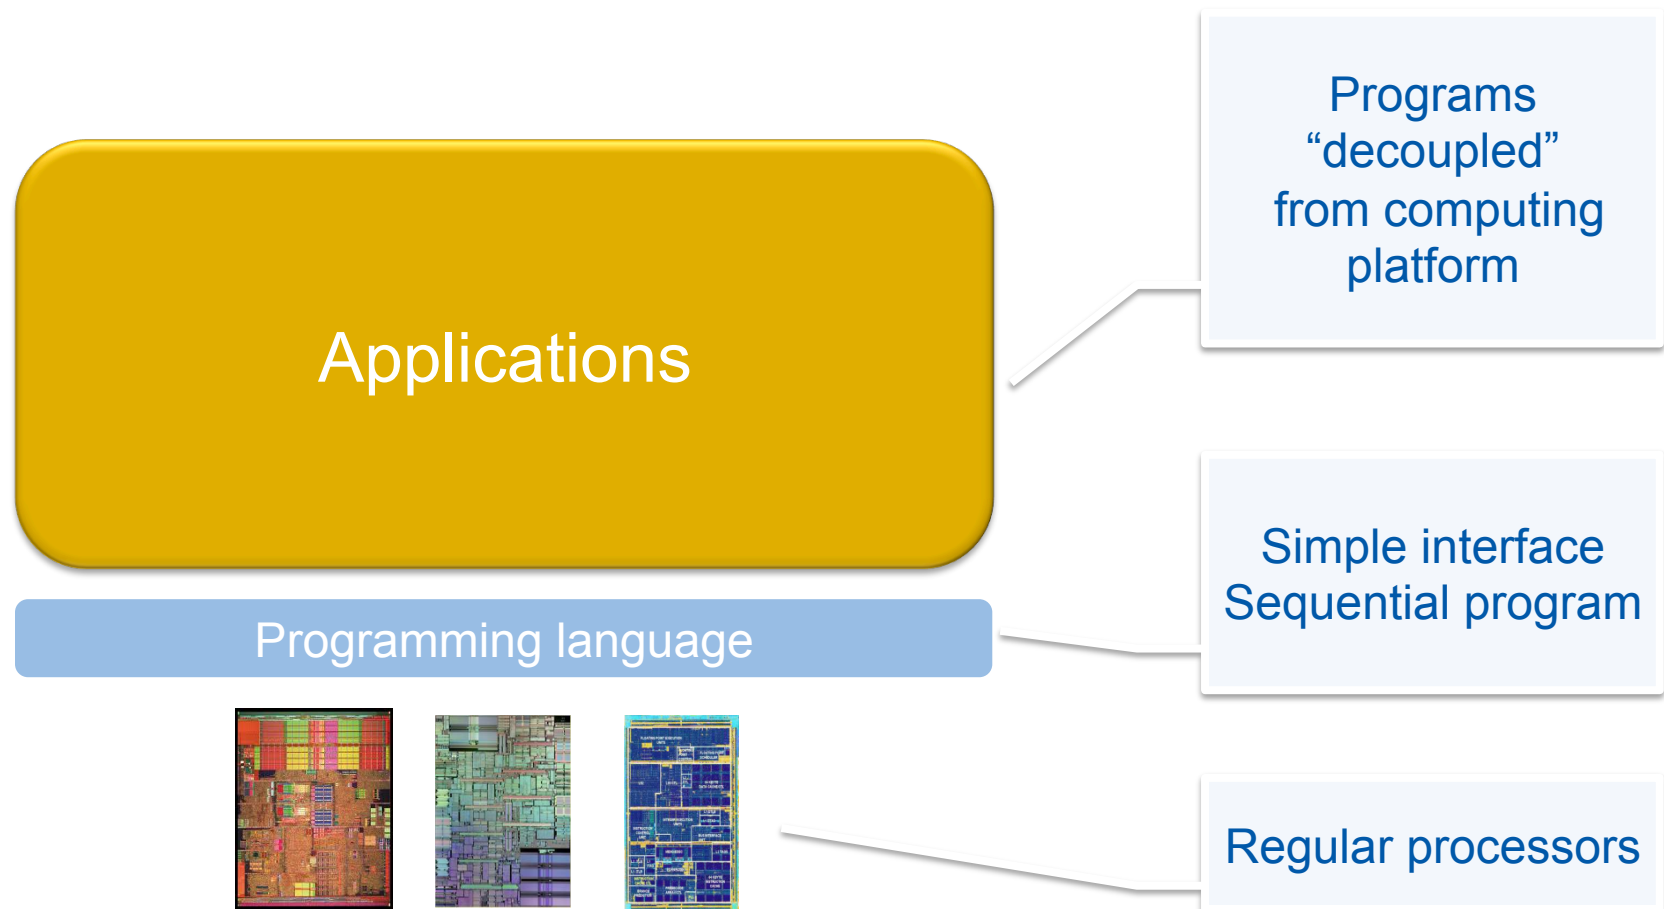 Programs
“decoupled”
from computing
platform
Applications
Simple interface
Sequential program
Programming language
Regular processors